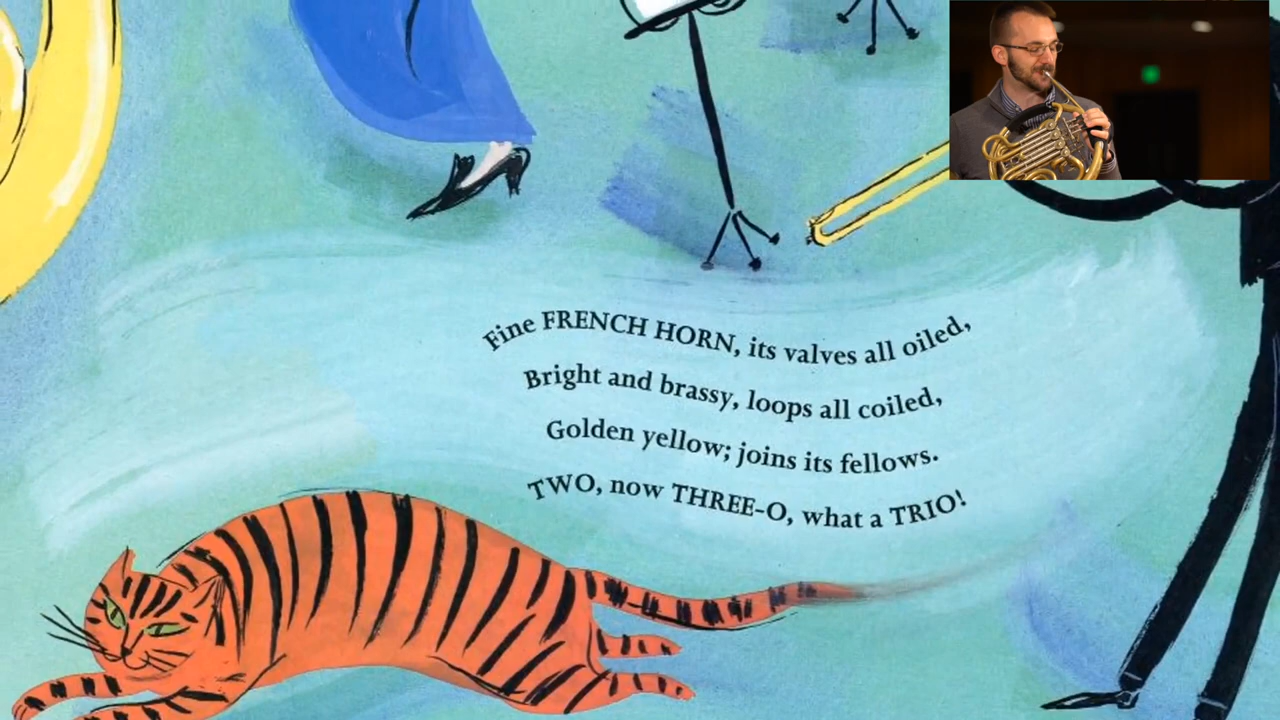 Fine FRENCH HORN, its valves all oiled,
Bright and brassy, loops all coiled,
Golden yellow; joins its fellows.
TWO, now THREE-O, what a TRIO!